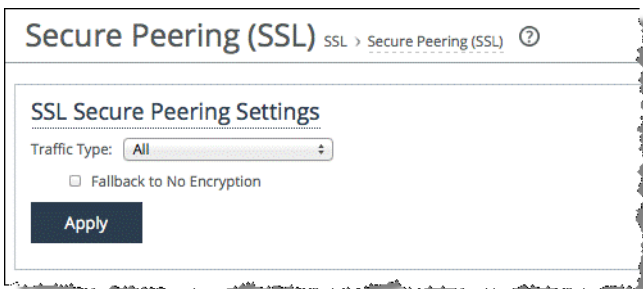 Secure Peering (SSL) SSL › Secure Peering (SSL) ?
SSL Secure Peering Settings
Traffic Type: All
Fallback to No Encryption
Apply